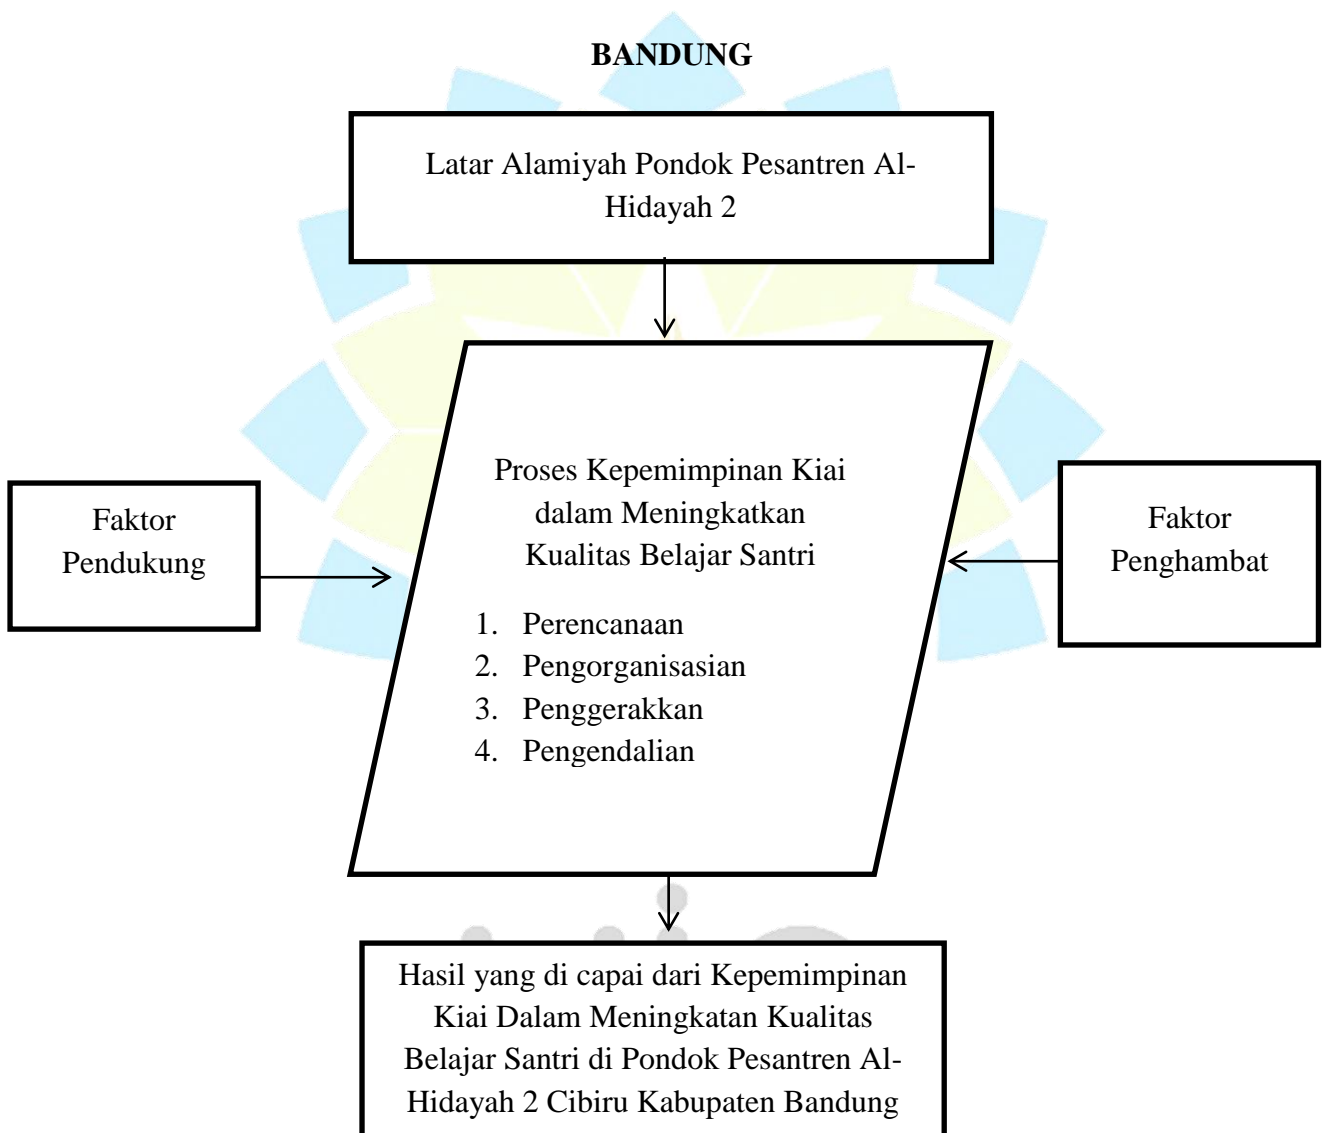 BANDUNG
Latar Alamiyah Pondok Pesantren Al-
Hidayah 2
Proses Kepemimpinan Kiai
dalam Meningkatkan
Kualitas Belajar Santri
1. Perencanaan
2. Pengorganisasian
3. Penggerakkan
4. Pengendalian
Faktor
Pendukung
Faktor
Penghambat
Hasil yang di capai dari Kepemimpinan
Kiai Dalam Meningkatan Kualitas
Belajar Santri di Pondok Pesantren Al-
Hidayah 2 Cibiru Kabupaten Bandung